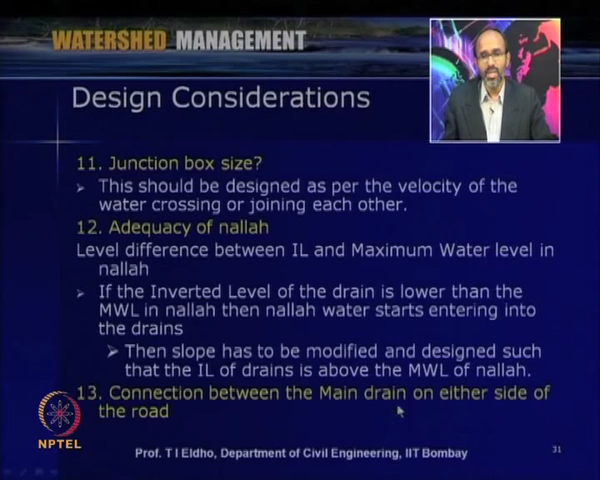 WATERSHED MANAGEMENT
Design Considerations
11. Junction box size?
This should be designed as per the velocity of the
water crossing or joining each other.
12. Adequacy of nallah
Level difference between IL and Maximum Water level in
nallah
If the Inverted Level of the drain is lower than the
MWL in nallah then nallah water starts entering into
the drains
Then slope has to be modified and designed such
that the IL of drains is above the MWL of nallah.
13. Connection between the Main drain on either side of
the road
NPTEL
Prof. T I Eldho, Department of Civil Engineering, IIT Bombay
31